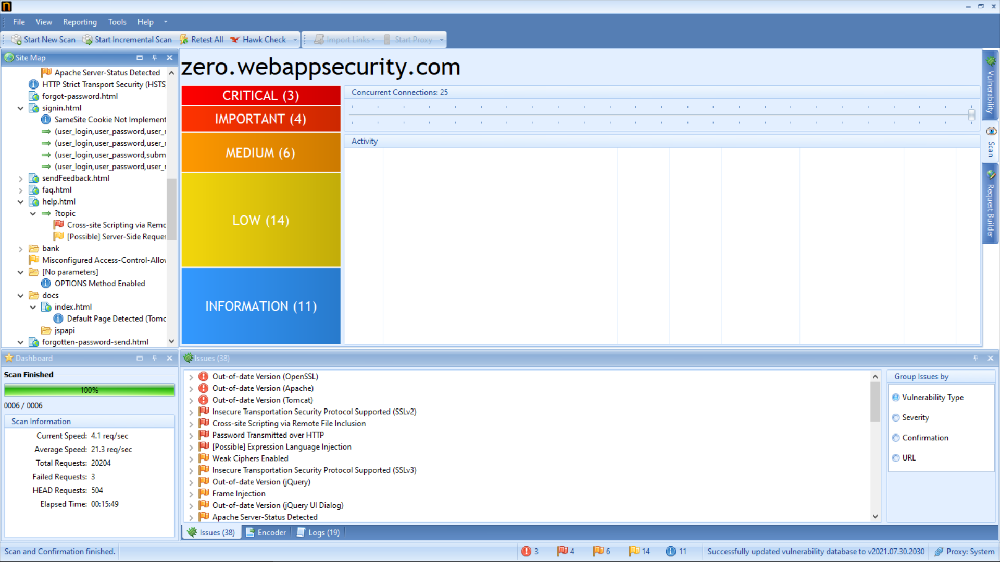 n
File View Reporting Tools Help
Start New Scan Start Incremental Scan Retest All Hawk Check Import Links Start Proxy
Site Map
Apache Server-Status Detected
HTTP Strict Transport Security (HSTS
forgot-password.html
signin.html
SameSite Cookie Not Implement
(user_login,user_password,user_r
(user_login,user_password,user_r
(user_login,user_password,subm
(user_login,user_password,user_r
sendFeedback.html
faq.html
help.html
?topic
Cross-site Scripting via Remo
[Possible] Server-Side Reques
bank
Misconfigured Access-Control-Allow
[No parameters]
OPTIONS Method Enabled
docs
index.html
Default Page Detected (Tomc
jspapi
forgotten-password-send.html
zero.webappsecurity.com
CRITICAL (3)
IMPORTANT (4)
MEDIUM (6)
LOW (14)
INFORMATION (11)
Concurrent Connections: 25
Activity
Vulnerability
Scan
Request Builder
Dashboard
Scan Finished
100%
0006 / 0006
Scan Information
Current Speed: 4.1 req/sec
Average Speed: 21.3 req/sec
Total Requests: 20204
Failed Requests: 3
HEAD Requests: 504
Elapsed Time: 00:15:49
Issues (38)
Out-of-date Version (OpenSSL)
Out-of-date Version (Apache)
Out-of-date Version (Tomcat)
Insecure Transportation Security Protocol Supported (SSLv2)
Cross-site Scripting via Remote File Inclusion
Password Transmitted over HTTP
[Possible] Expression Language Injection
Weak Ciphers Enabled
Insecure Transportation Security Protocol Supported (SSLv3)
Out-of-date Version (jQuery)
Frame Injection
Out-of-date Version (jQuery UI Dialog)
Apache Server-Status Detected
Group Issues by
Vulnerability Type
Severity
Confirmation
URL
Issues (38) Encoder Logs (19)
Scan and Confirmation finished. 3 4 6 14 11 Successfully updated vulnerability database to v2021.07.30.2030 Proxy: System